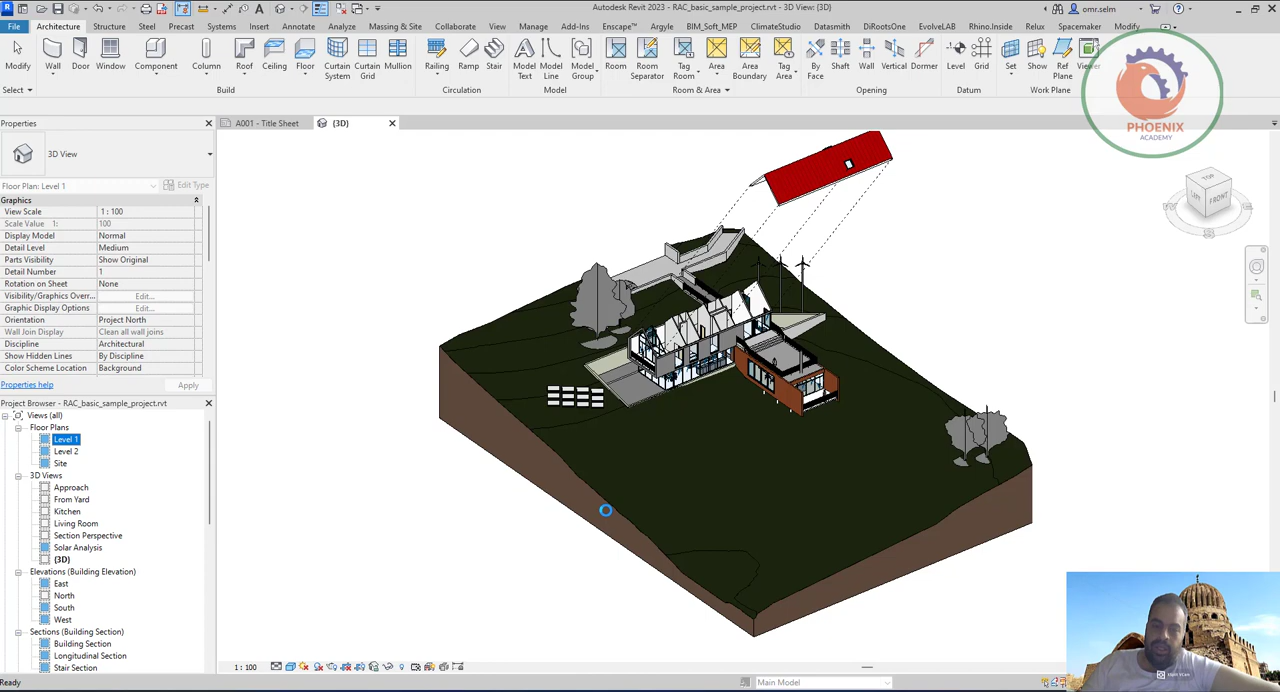 Autodesk Revit 2023 - RAC_basic_sample_project.rvt - 3D View: {3D}
omr.selm
File Architecture Structure Steel Precast Systems Insert Annotate Analyze Massing & Site Collaborate View Manage Add-Ins Enscape™ Argyle BIM_Soft_MEP ClimateStudio Datasmith DiRootsOne EvolveLAB Rhino.Inside Relux Spacemaker Modify
Modify Wall Door Window Component Column Roof Ceiling Floor Curtain System Curtain Grid Mullion Railing Ramp Stair Model Text Model Line Model Group Room Room Separator Tag Room Area Area Boundary Tag Area By Face Shaft Wall Vertical Dormer Level Grid Set Show Ref Plane Viewer
Select Build Circulation Model Room & Area Opening Datum Work Plane
PHOENIX
ACADEMY
Properties
A001 - Title Sheet
{3D}
3D View
Floor Plan: Level 1 Edit Type
Graphics
View Scale 1 : 100
Scale Value 1: 100
Display Model Normal
Detail Level Medium
Parts Visibility Show Original
Detail Number 1
Rotation on Sheet None
Visibility/Graphics Overr... Edit...
Graphic Display Options Edit...
Orientation Project North
Wall Join Display Clean all wall joins
Discipline Architectural
Show Hidden Lines By Discipline
Color Scheme Location Background
Properties help Apply
Project Browser - RAC_basic_sample_project.rvt
Views (all)
Floor Plans
Level 1
Level 2
Site
3D Views
Approach
From Yard
Kitchen
Living Room
Section Perspective
Solar Analysis
{3D}
Elevations (Building Elevation)
East
North
South
West
Sections (Building Section)
Building Section
Longitudinal Section
Stair Section
TOP
LEFT
FRONT
1 : 100
Ready
Main Model